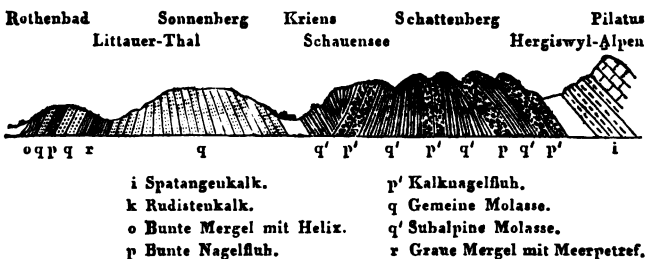 Rothenbad Sonnenberg Kriens Schattenberg Pilatus
Littauer-Thal Schauensee Hergiswyl-Alpen
o q p q r q q' p' q' p' q' p q' p' i
i Spatangenkalk. p' Kalknagelfluh.
k Rudistenkalk. q Gemeine Molasse.
o Bunte Mergel mit Helix. q' Subalpine Molasse.
p Bunte Nagelfluh. r Graue Mergel mit Meerpetref.